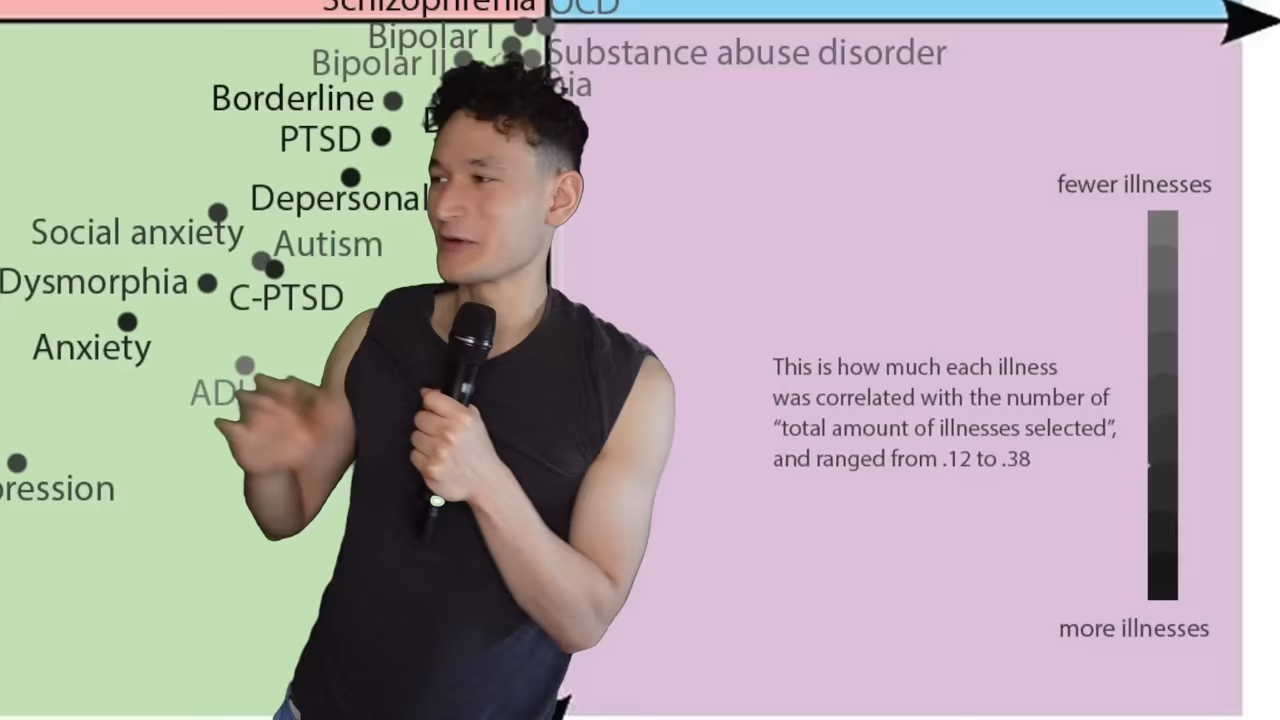 Schizophrenia
OCD
Bipolar I
Substance abuse disorder
Bipolar II
Borderline
PTSD
Depersonal
Social anxiety
Autism
Dysmorphia
C-PTSD
Anxiety
fewer illnesses
This is how much each illness
was correlated with the number of
“total amount of illnesses selected”,
and ranged from .12 to .38
more illnesses